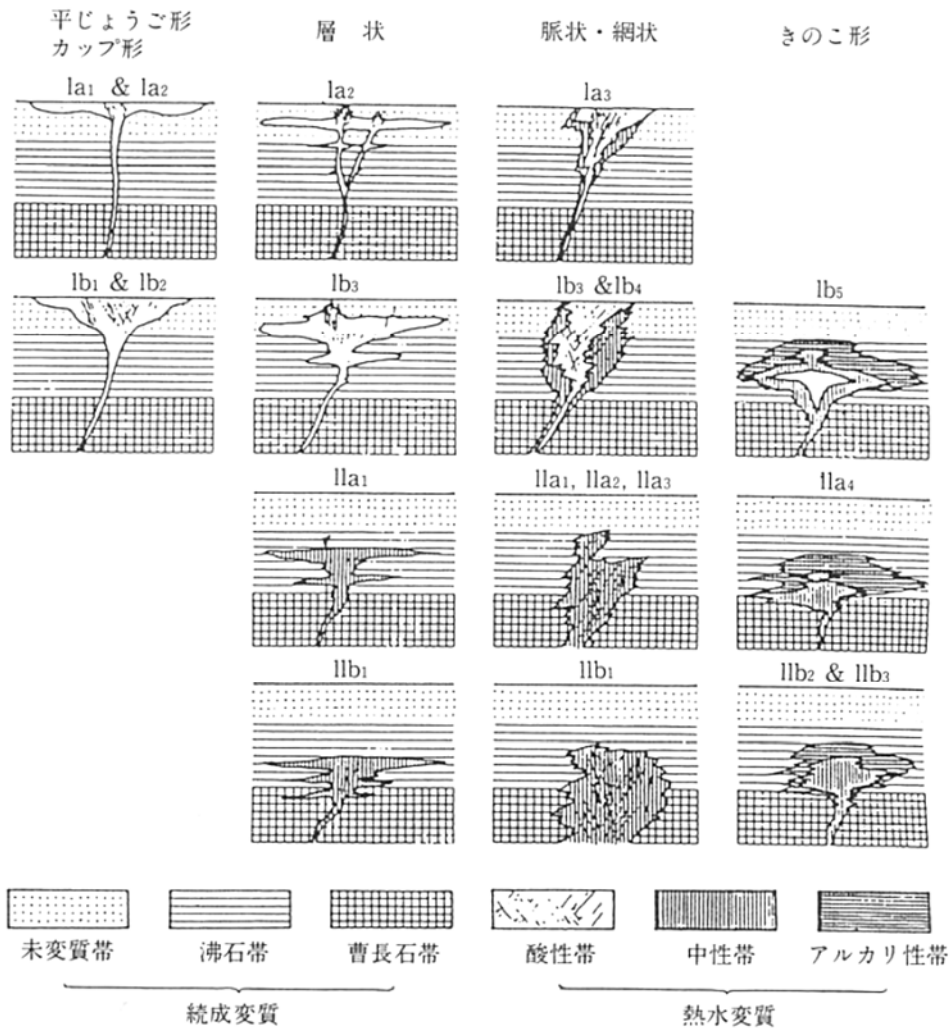 平じょうご形
カップ形
層 状
脈状・網状
きのこ形
Ia₁ & Ia₂
Ia₂
Ia₃
Ib₁ & Ib₂
Ib₃
Ib₃ & Ib₄
Ib₅
IIa₁
IIa₁, IIa₂, IIa₃
IIa₄
IIb₁
IIb₁
IIb₂ & IIb₃
未変質帯
沸石帯
曹長石帯
酸性帯
中性帯
アルカリ性帯
続成変質
熱水変質